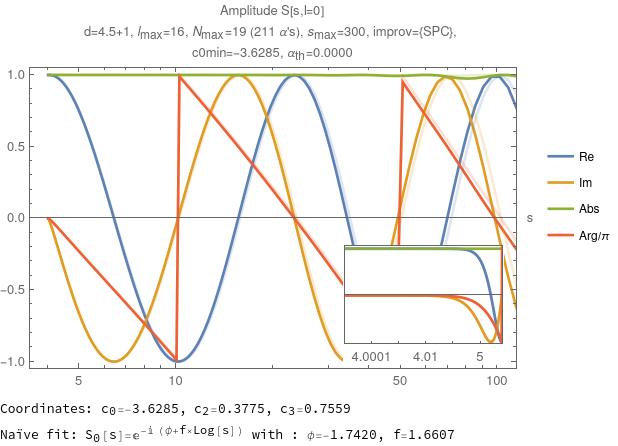 Amplitude S[s,l=0]
d=4.5+1, lmax=16, Nmax=19 (211 α's), smax=300, improv={SPC},
c0min=-3.6285, αth=0.0000
1.0
0.5
0.0
-0.5
-1.0
5
10
50
100
s
4.0001
4.01
5
Re
Im
Abs
Arg/π
Coordinates: c0=-3.6285, c2=0.3775, c3=0.7559
Naïve fit: S0[s]=e^-i (ϕ+f×Log[s]) with : ϕ=-1.7420, f=1.6607